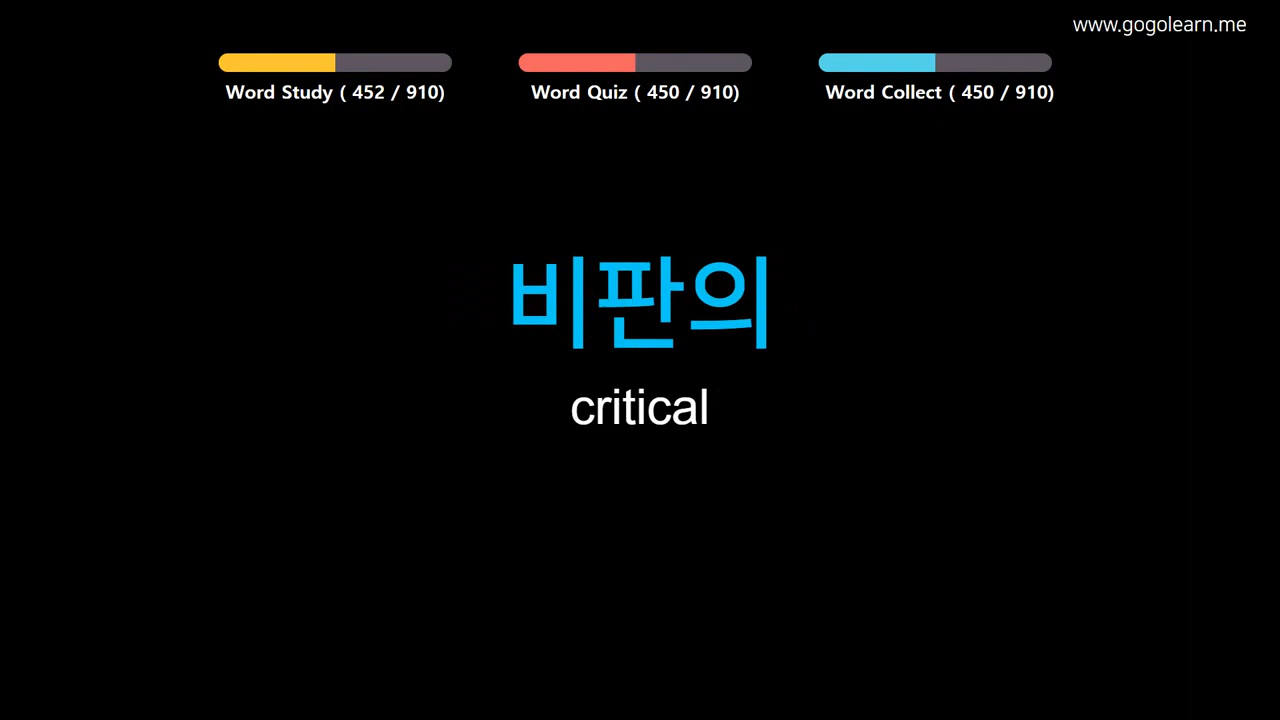 www.gogolearn.me
Word Study ( 452 / 910)
Word Quiz ( 450 / 910)
Word Collect ( 450 / 910)
비판의
critical